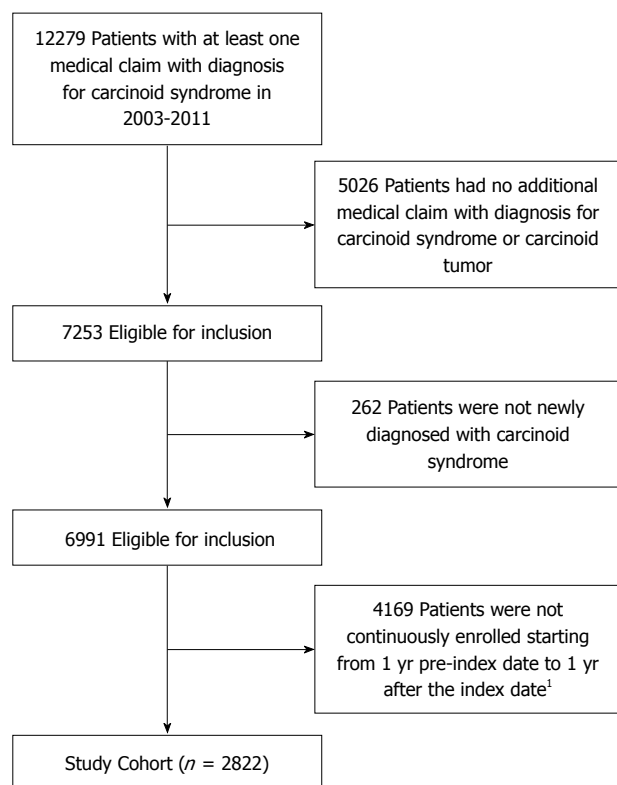 12279 Patients with at least one
medical claim with diagnosis
for carcinoid syndrome in
2003-2011
5026 Patients had no additional
medical claim with diagnosis for
carcinoid syndrome or carcinoid
tumor
7253 Eligible for inclusion
262 Patients were not newly
diagnosed with carcinoid
syndrome
6991 Eligible for inclusion
4169 Patients were not
continuously enrolled starting
from 1 yr pre-index date to 1 yr
after the index date¹
Study Cohort (n = 2822)